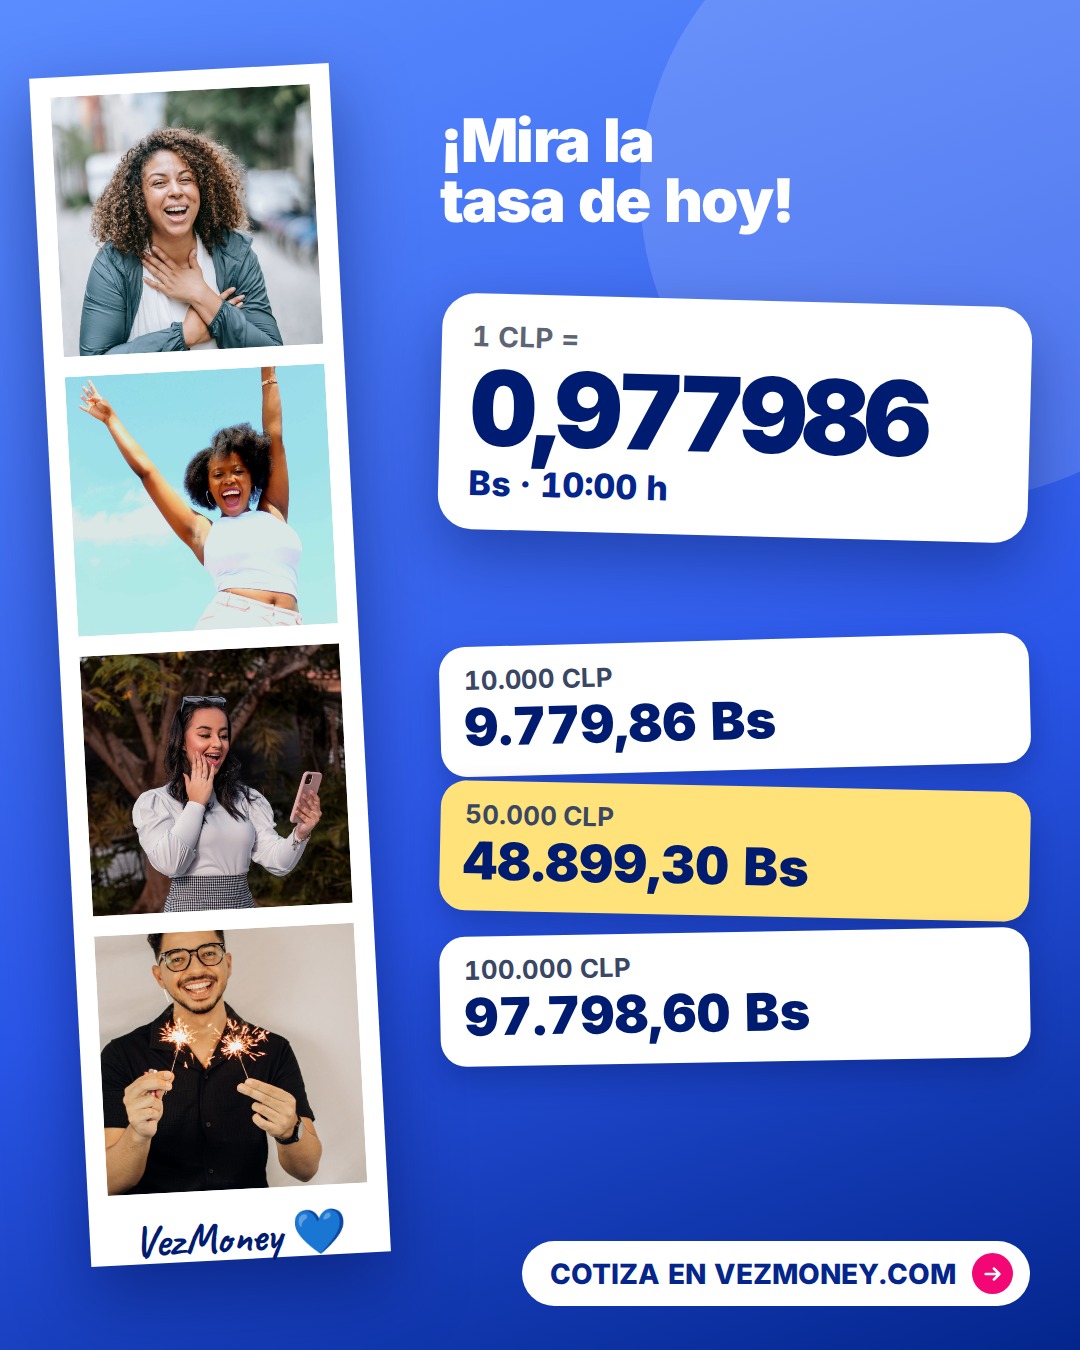 ¡Mira la
tasa de hoy!
1 CLP =
0,977986
Bs · 10:00 h
10.000 CLP
9.779,86 Bs
50.000 CLP
48.899,30 Bs
100.000 CLP
97.798,60 Bs
VezMoney 💙
COTIZA EN VEZMONEY.COM